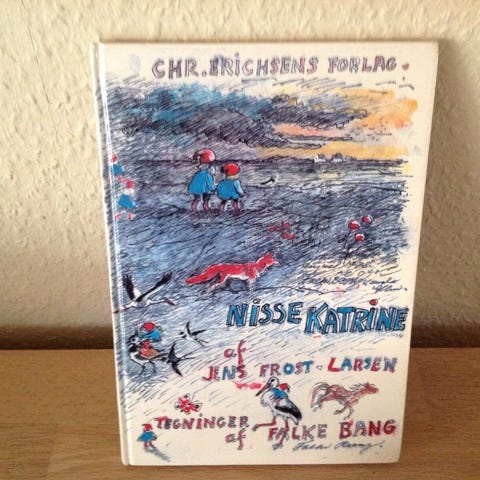 CHR. ERICHSENS FORLAG.
NISSE KATRINE
af
JENS FROST-LARSEN
TEGNINGER
af FALKE BANG